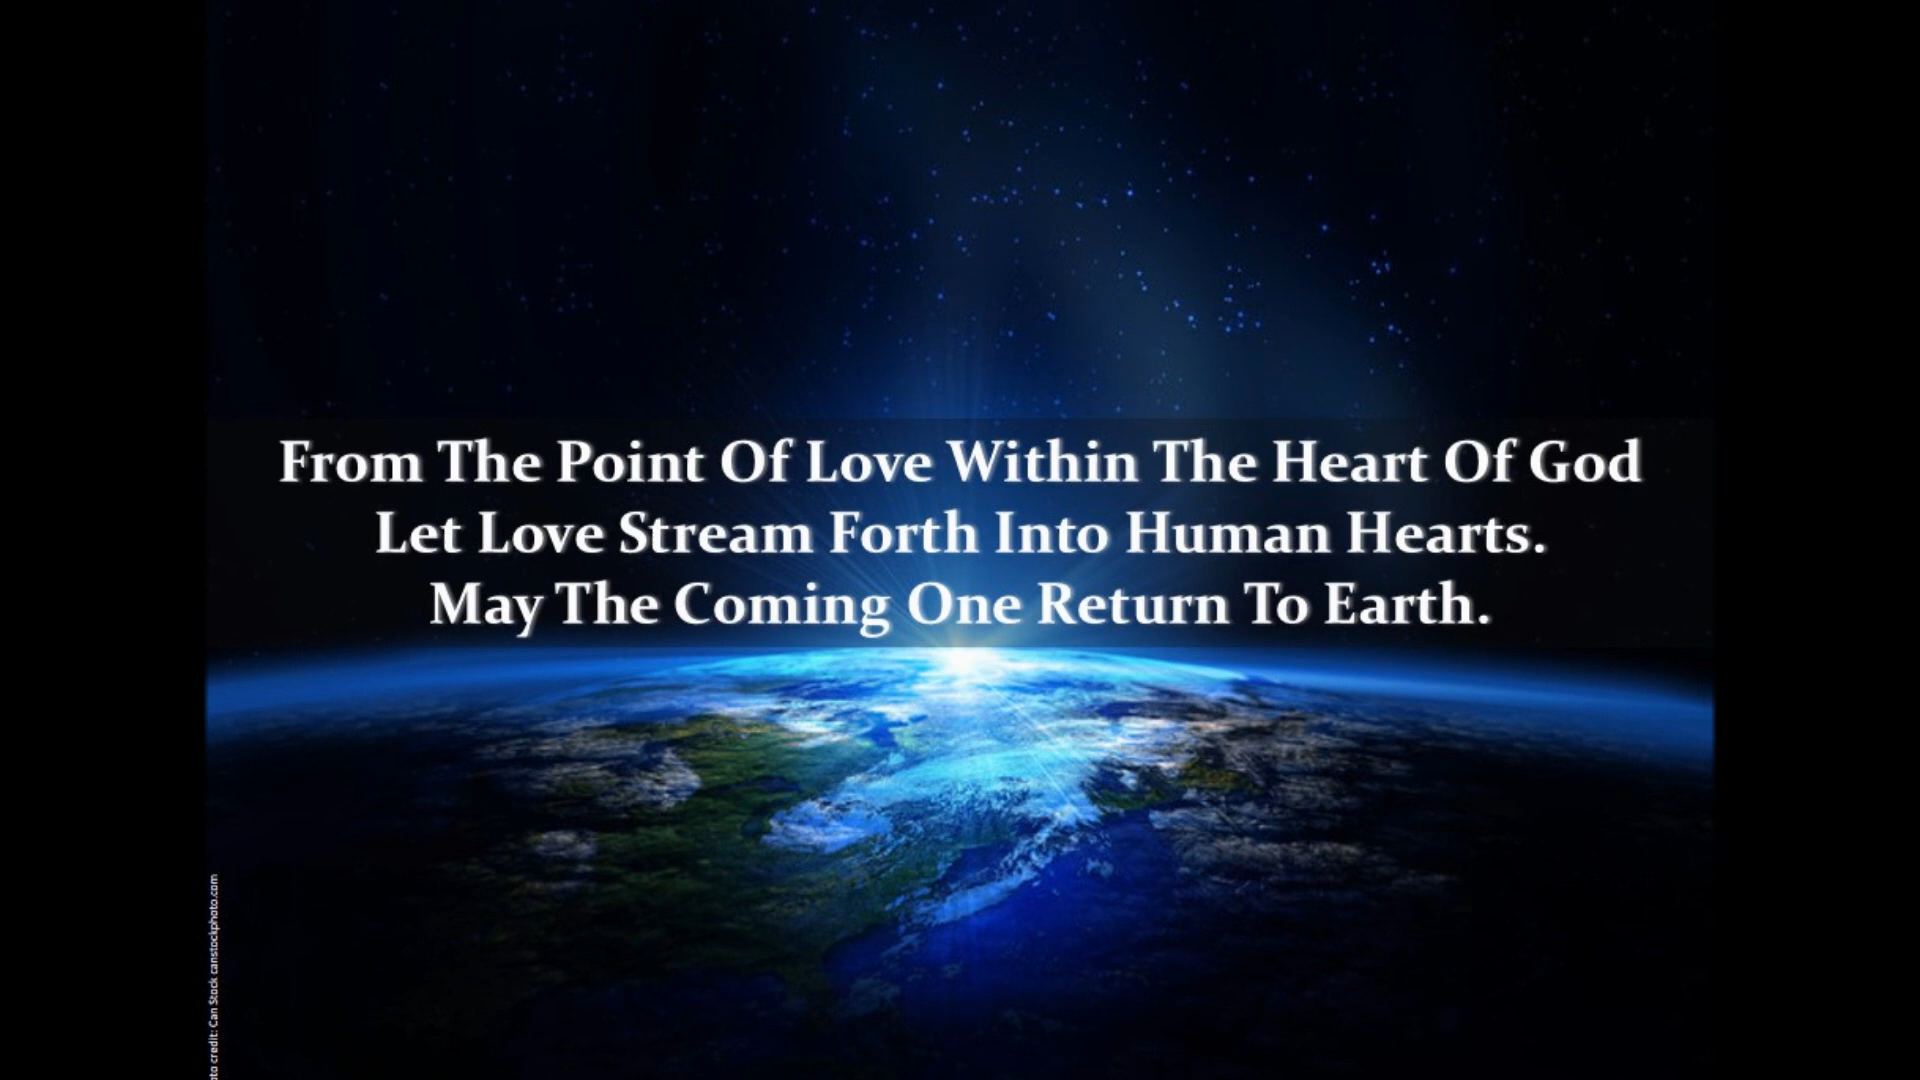 From The Point Of Love Within The Heart Of God
Let Love Stream Forth Into Human Hearts.
May The Coming One Return To Earth.
credit: Can Stock canstockphoto.com